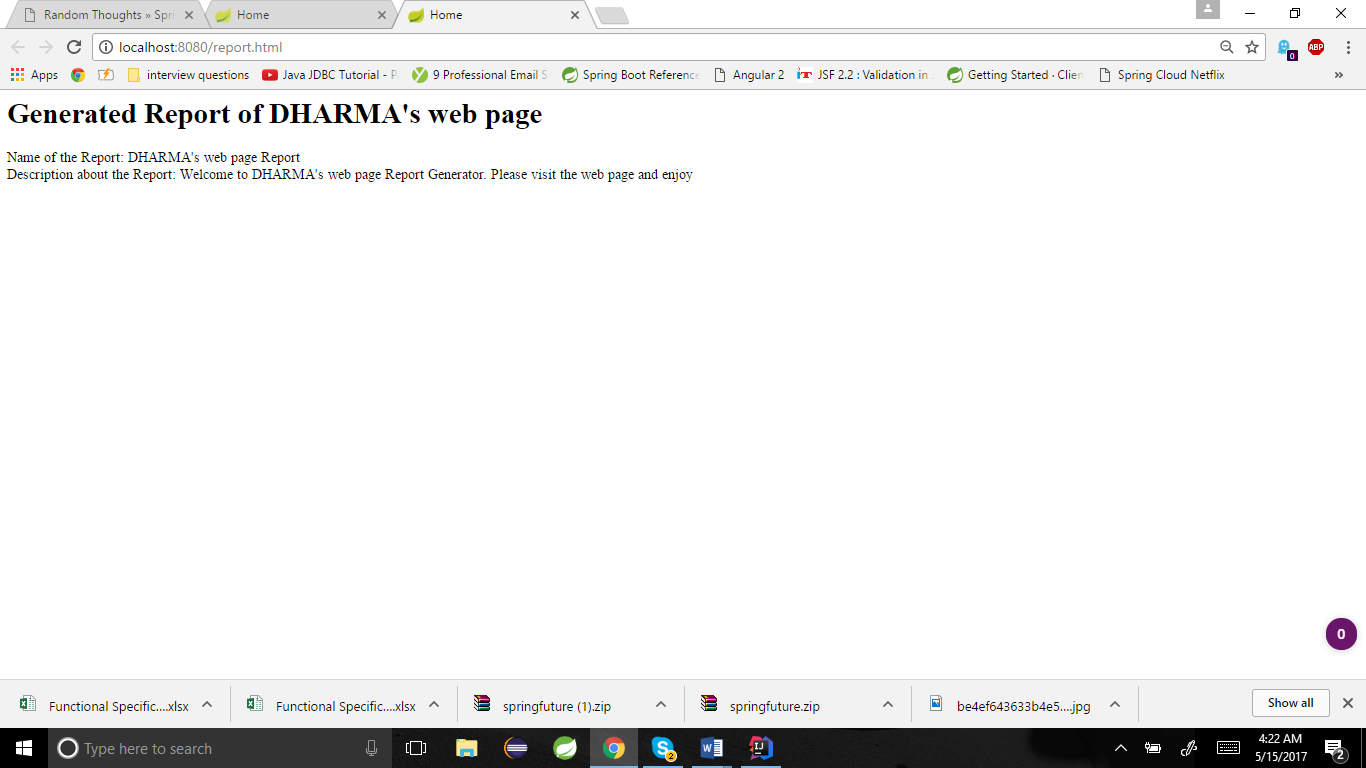 Random Thoughts » Spri
Home
Home
localhost:8080/report.html
ABP
0
Apps
interview questions
Java JDBC Tutorial - P
9 Professional Email S
Spring Boot Reference
Angular 2
JSF 2.2 : Validation in
Getting Started · Clien
Spring Cloud Netflix
»
Generated Report of DHARMA's web page
Name of the Report: DHARMA's web page Report
Description about the Report: Welcome to DHARMA's web page Report Generator. Please visit the web page and enjoy
0
Functional Specific....xlsx
Functional Specific....xlsx
springfuture (1).zip
springfuture.zip
be4ef643633b4e5....jpg
Show all
Type here to search
2
IJ
4:22 AM
5/15/2017
2